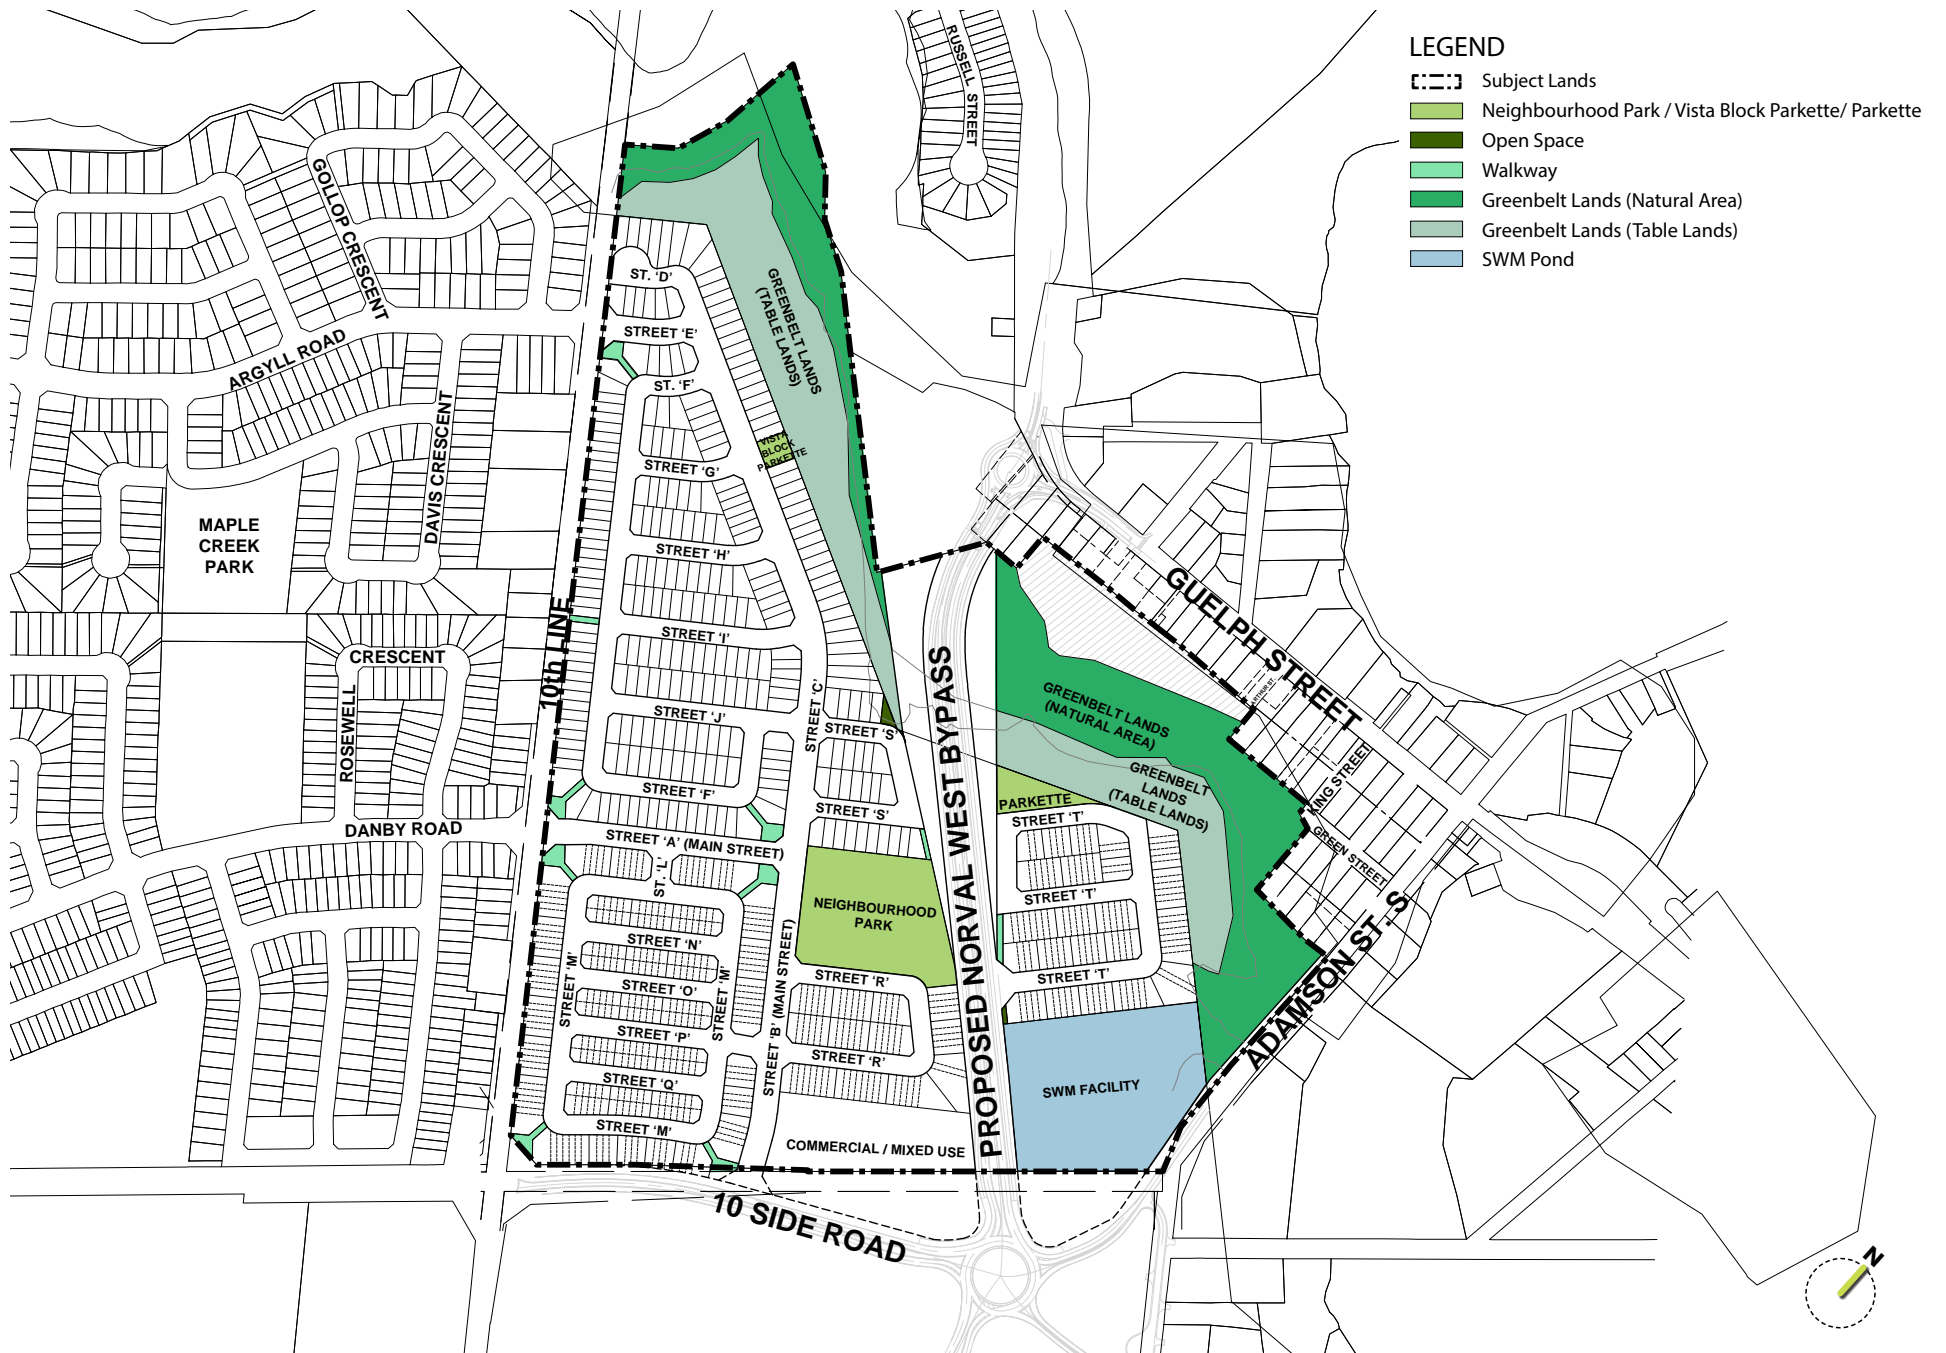 LEGEND
Subject Lands
Neighbourhood Park / Vista Block Parkette/ Parkette
Open Space
Walkway
Greenbelt Lands (Natural Area)
Greenbelt Lands (Table Lands)
SWM Pond
RUSSELL STREET
GOLLOP CRESCENT
ARGYLL ROAD
DAVIS CRESCENT
MAPLE
CREEK
PARK
CRESCENT
ROSEWELL
DANBY ROAD
10th LINE
ST. ‘D’
STREET ‘E’
ST. ‘F’
STREET ‘G’
STREET ‘H’
STREET ‘I’
STREET ‘J’
STREET ‘F’
STREET ‘A’ (MAIN STREET)
ST. ‘L’
STREET ‘N’
STREET ‘O’
STREET ‘P’
STREET ‘Q’
STREET ‘M’
STREET ‘M’
STREET ‘M’
STREET ‘B’ (MAIN STREET)
STREET ‘C’
GREENBELT LANDS
(TABLE LANDS)
VISTA
BLOCK
PARKETTE
STREET ‘S’
STREET ‘S’
NEIGHBOURHOOD
PARK
STREET ‘R’
STREET ‘R’
COMMERCIAL / MIXED USE
PROPOSED NORVAL WEST BYPASS
GREENBELT LANDS
(NATURAL AREA)
GREENBELT
LANDS
(TABLE LANDS)
PARKETTE
STREET ‘T’
STREET ‘T’
STREET ‘T’
SWM FACILITY
GUELPH STREET
ARTHUR ST.
KING STREET
GREEN STREET
ADAMSON ST. S
10 SIDE ROAD
N